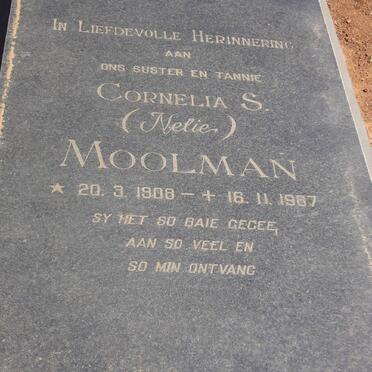 In Liefdevolle Herinnering
aan
ons suster en tannie
Cornelia S.
(Nelie)
Moolman
* 20. 3. 1908 — + 16. 11. 1987
sy het so baie gegee,
aan so veel en
so min ontvang